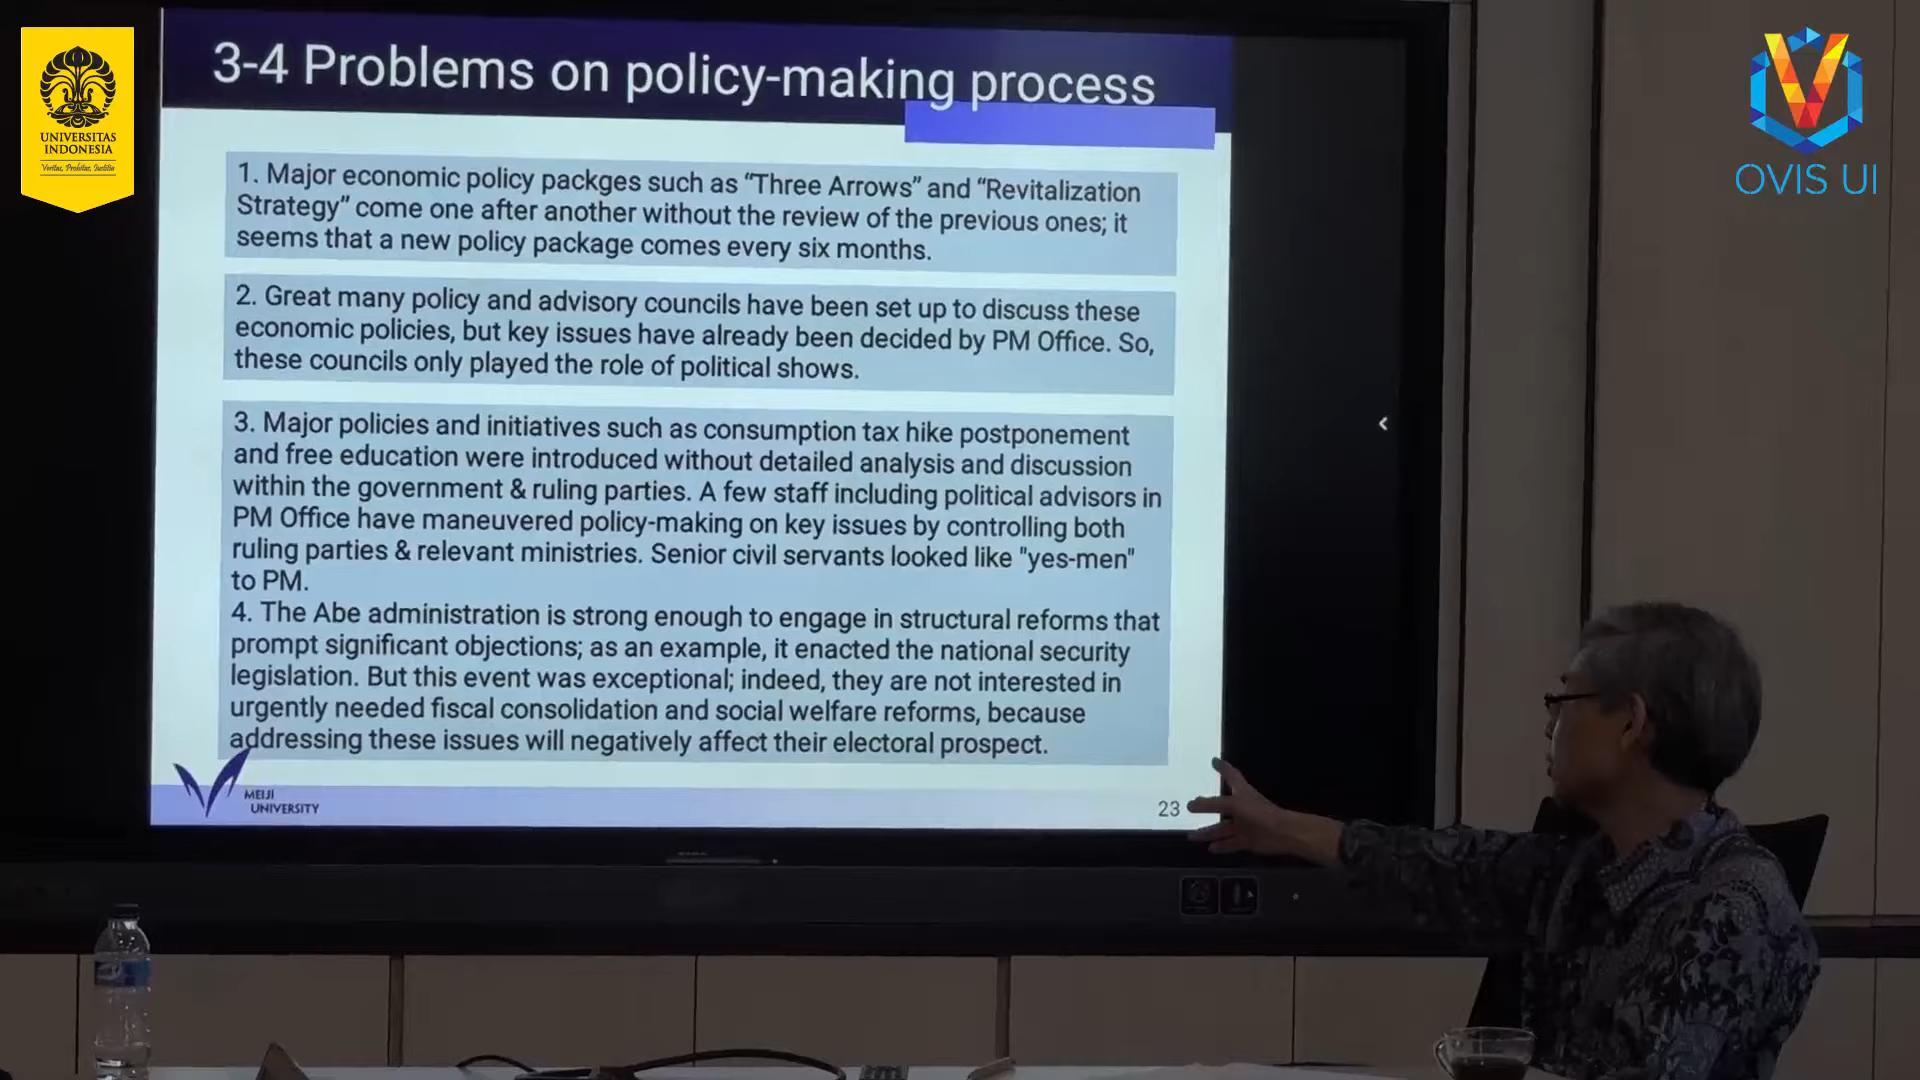 3-4 Problems on policy-making process
1. Major economic policy packges such as “Three Arrows” and “Revitalization
Strategy” come one after another without the review of the previous ones; it
seems that a new policy package comes every six months.
2. Great many policy and advisory councils have been set up to discuss these
economic policies, but key issues have already been decided by PM Office. So,
these councils only played the role of political shows.
3. Major policies and initiatives such as consumption tax hike postponement
and free education were introduced without detailed analysis and discussion
within the government & ruling parties. A few staff including political advisors in
PM Office have maneuvered policy-making on key issues by controlling both
ruling parties & relevant ministries. Senior civil servants looked like "yes-men"
to PM.
4. The Abe administration is strong enough to engage in structural reforms that
prompt significant objections; as an example, it enacted the national security
legislation. But this event was exceptional; indeed, they are not interested in
urgently needed fiscal consolidation and social welfare reforms, because
addressing these issues will negatively affect their electoral prospect.
MEIJI
UNIVERSITY
23
UNIVERSITAS
INDONESIA
Veritas, Probitas, Iustitia
OVIS UI